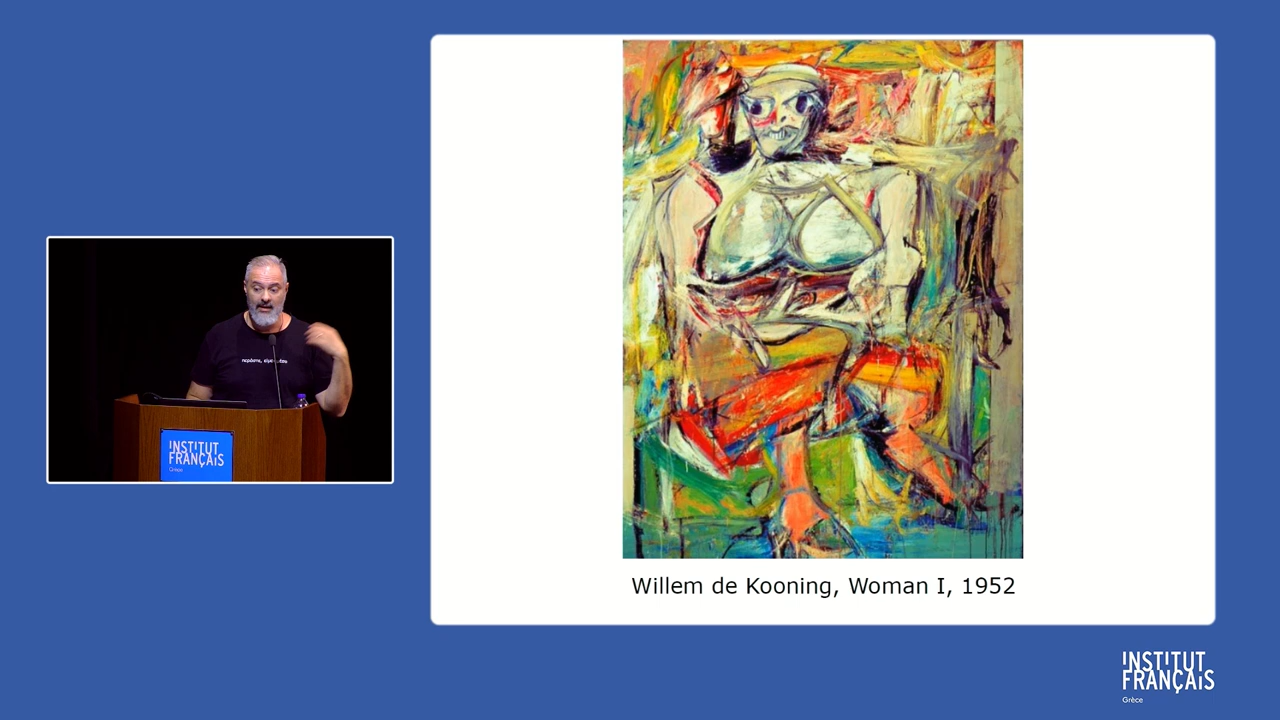 Willem de Kooning, Woman I, 1952
INSTITUT
FRANÇAIS
Grèce
INSTITUT
FRANÇAIS
Grèce